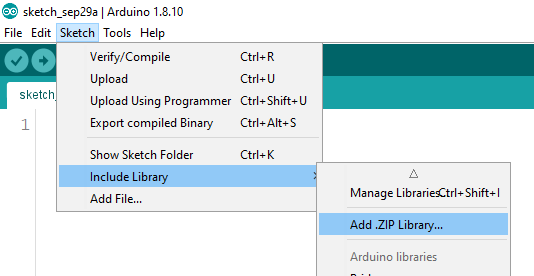 sketch_sep29a | Arduino 1.8.10
File Edit Sketch Tools Help
Verify/Compile Ctrl+R
Upload Ctrl+U
Upload Using Programmer Ctrl+Shift+U
Export compiled Binary Ctrl+Alt+S
sketch_
1
Show Sketch Folder Ctrl+K
Include Library
Add File...
Manage Libraries... Ctrl+Shift+I
Add .ZIP Library...
Arduino libraries